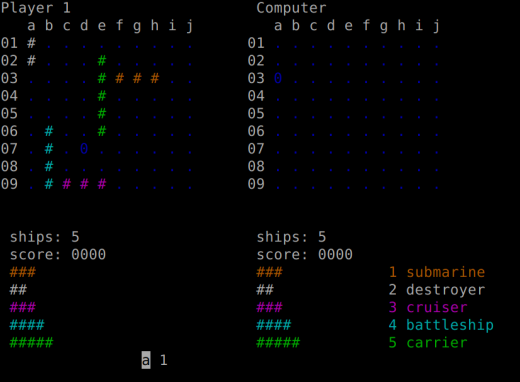 Player 1 Computer
a b c d e f g h i j a b c d e f g h i j
01 # . . . . . . . . . 01 . . . . . . . . . .
02 # . . . # . . . . . 02 . . . . . . . . . .
03 . . . . # # # # . . 03 0 . . . . . . . . .
04 . . . . # . . . . . 04 . . . . . . . . . .
05 . . . . # . . . . . 05 . . . . . . . . . .
06 . # . . # . . . . . 06 . . . . . . . . . .
07 . # . 0 . . . . . . 07 . . . . . . . . . .
08 . # . . . . . . . . 08 . . . . . . . . . .
09 . # # # # . . . . . 09 . . . . . . . . . .
ships: 5 ships: 5
score: 0000 score: 0000
### ### 1 submarine
## ## 2 destroyer
### ### 3 cruiser
#### #### 4 battleship
##### ##### 5 carrier
a 1